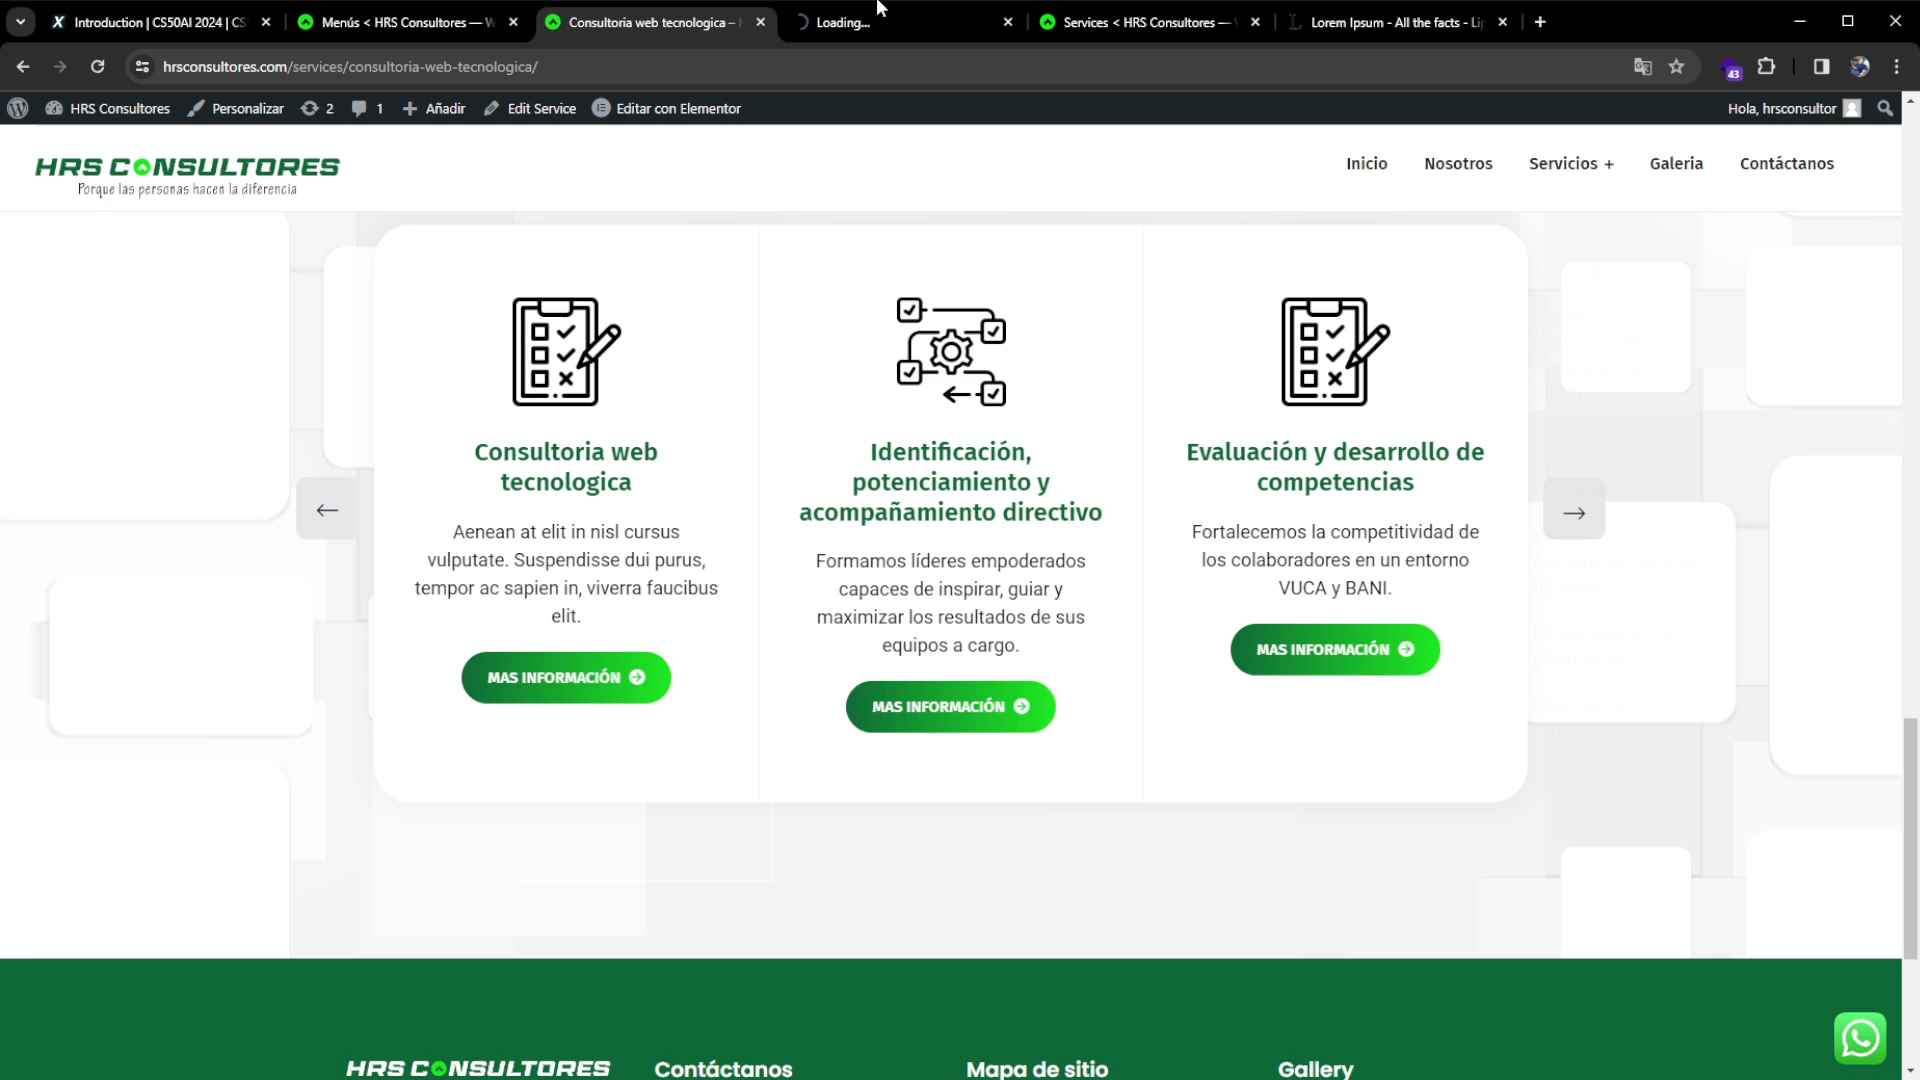 Introduction | CS50AI 2024 | CS
Menús < HRS Consultores — W
Consultoria web tecnologica –
Loading...
Services < HRS Consultores —
Lorem Ipsum - All the facts - Li
hrsconsultores.com/services/consultoria-web-tecnologica/
43
HRS Consultores
Personalizar
2
1
Añadir
Edit Service
Editar con Elementor
Hola, hrsconsultor
HRS CONSULTORES
Porque las personas hacen la diferencia
Inicio
Nosotros
Servicios +
Galeria
Contáctanos
Consultoria web
tecnologica
Aenean at elit in nisl cursus
vulputate. Suspendisse dui purus,
tempor ac sapien in, viverra faucibus
elit.
MAS INFORMACIÓN
Identificación,
potenciamiento y
acompañamiento directivo
Formamos líderes empoderados
capaces de inspirar, guiar y
maximizar los resultados de sus
equipos a cargo.
MAS INFORMACIÓN
Evaluación y desarrollo de
competencias
Fortalecemos la competitividad de
los colaboradores en un entorno
VUCA y BANI.
MAS INFORMACIÓN
HRS CONSULTORES
Contáctanos
Mapa de sitio
Gallery